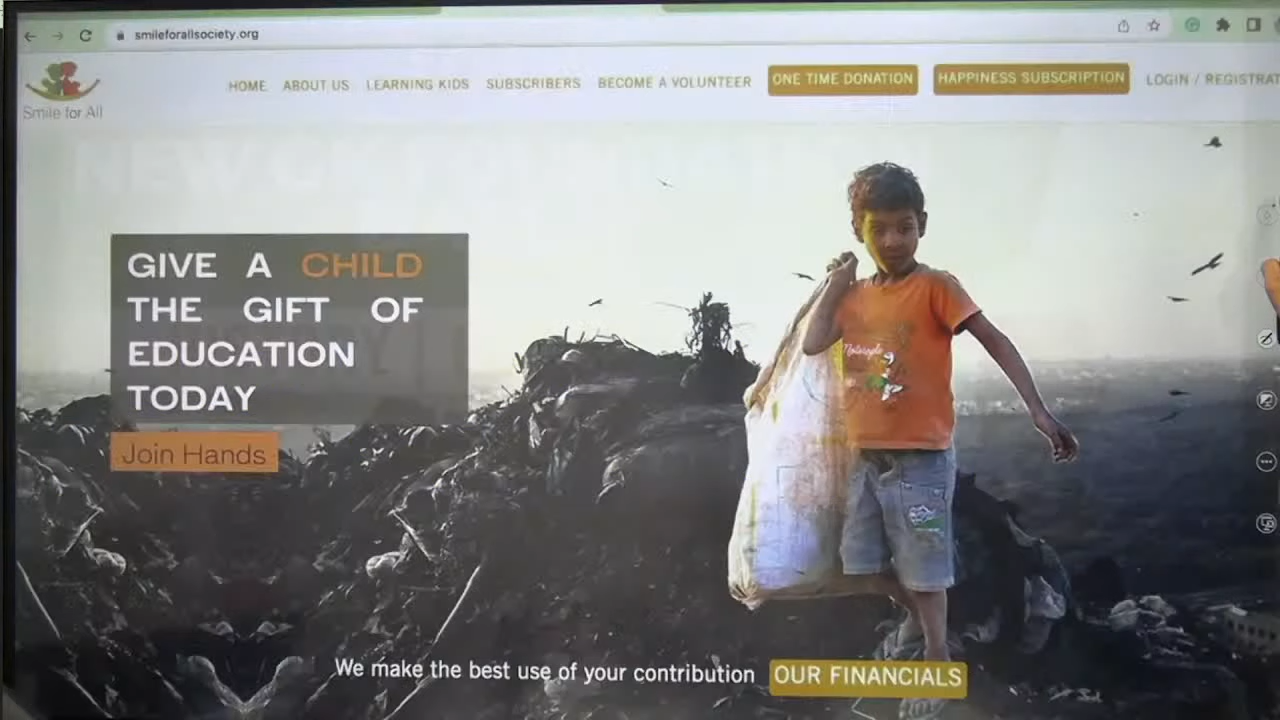 smileforallsociety.org
Smile for All
HOME ABOUT US LEARNING KIDS SUBSCRIBERS BECOME A VOLUNTEER ONE TIME DONATION HAPPINESS SUBSCRIPTION LOGIN / REGISTRAT
GIVE A CHILD
THE GIFT OF
EDUCATION
TODAY
Join Hands
We make the best use of your contribution OUR FINANCIALS